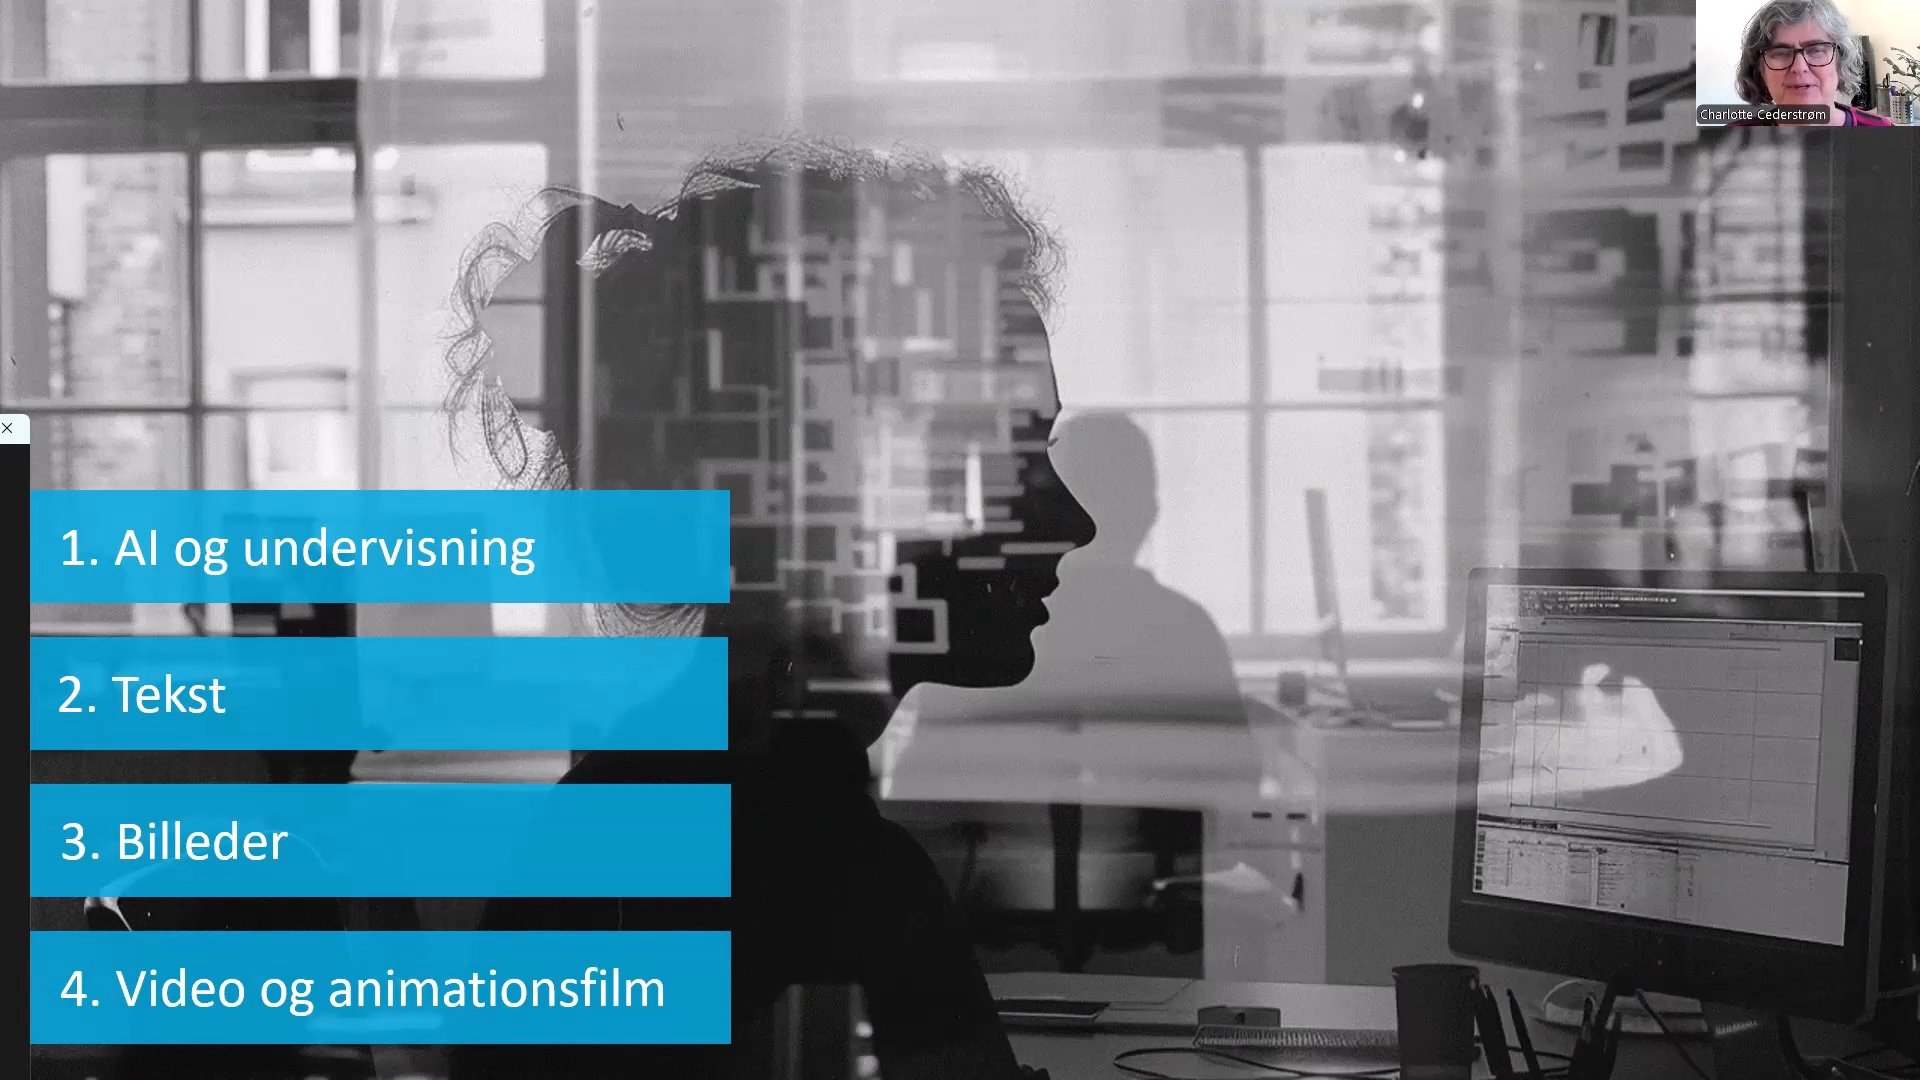 Charlotte Cederstrøm
1. AI og undervisning
2. Tekst
3. Billeder
4. Video og animationsfilm